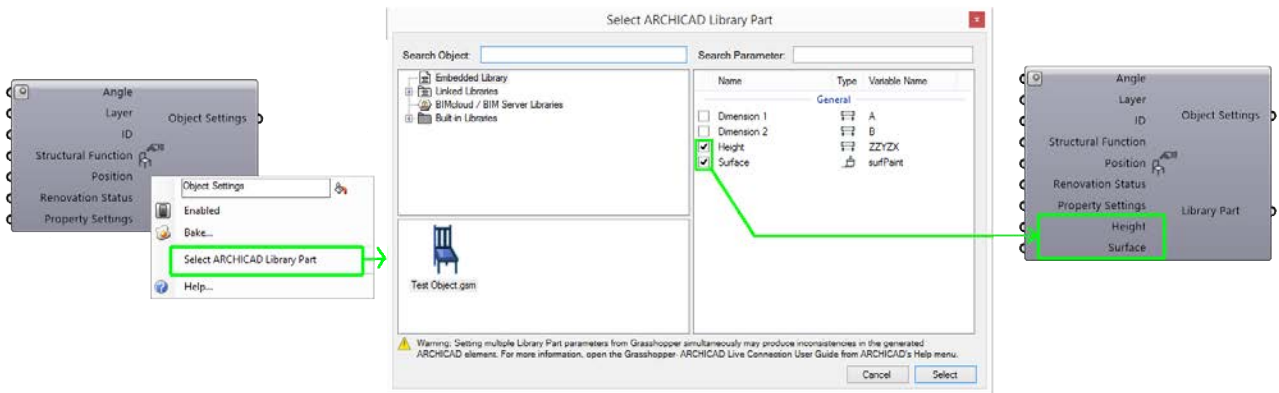 Angle
Layer
ID
Structural Function
Position
Renovation Status
Property Settings
Object Settings
Object Settings
Enabled
Bake...
Select ARCHICAD Library Part
Help...
Select ARCHICAD Library Part
Search Object:
Search Parameter:
Embedded Library
Linked Libraries
BIMcloud / BIM Server Libraries
Built-in Libraries
Name Type Variable Name
General
Dimension 1 A
Dimension 2 B
Height ZZYZX
Surface surfPaint
Test Object.gsm
Warning: Setting multiple Library Part parameters from Grasshopper simultaneously may produce inconsistencies in the generated
ARCHICAD element. For more information, open the Grasshopper- ARCHICAD Live Connection User Guide from ARCHICAD's Help menu.
Cancel Select
Angle
Layer
ID
Structural Function
Position
Renovation Status
Property Settings
Height
Surface
Object Settings
Library Part